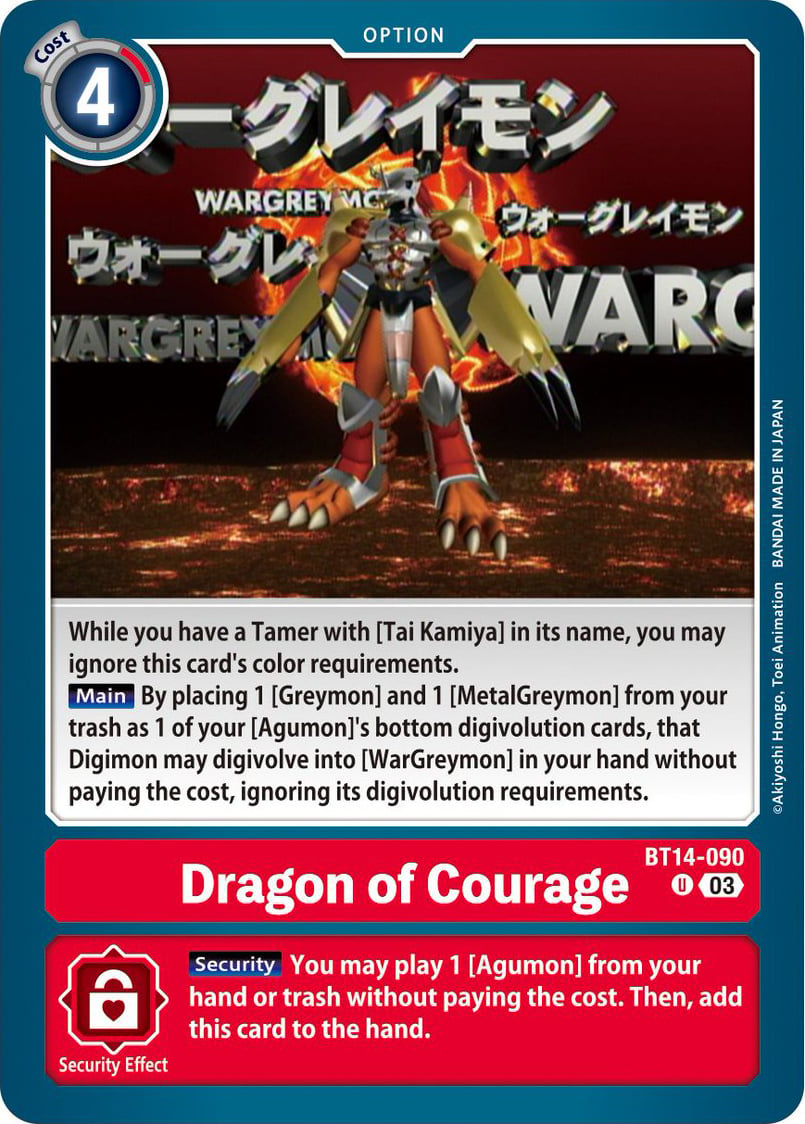 OPTION
Cost
4
ーグレイモン
WARGREYMO
ウォーグレイモン
ウォーグレ
WARG
WARGREYMO
While you have a Tamer with [Tai Kamiya] in its name, you may
ignore this card's color requirements.
Main By placing 1 [Greymon] and 1 [MetalGreymon] from your
trash as 1 of your [Agumon]'s bottom digivolution cards, that
Digimon may digivolve into [WarGreymon] in your hand without
paying the cost, ignoring its digivolution requirements.
©Akiyoshi Hongo, Toei Animation BANDAI MADE IN JAPAN
BT14-090
Dragon of Courage
U 03
Security You may play 1 [Agumon] from your
hand or trash without paying the cost. Then, add
this card to the hand.
Security Effect